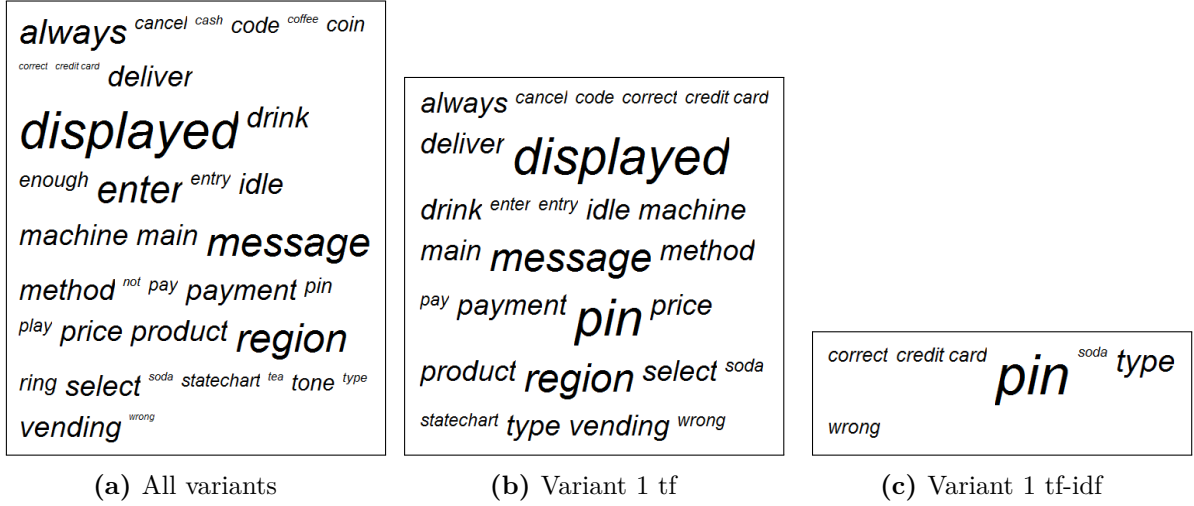 always cancel cash code coffee coin
correct credit card deliver
displayed drink
enough enter entry idle
machine main message
method not pay payment pin
play price product region
ring select soda statechart tea tone type
vending wrong
(a) All variants
always cancel code correct credit card
deliver displayed
drink enter entry idle machine
main message method
pay payment pin price
product region select soda
statechart type vending wrong
(b) Variant 1 tf
correct credit card pin soda type
wrong
(c) Variant 1 tf-idf